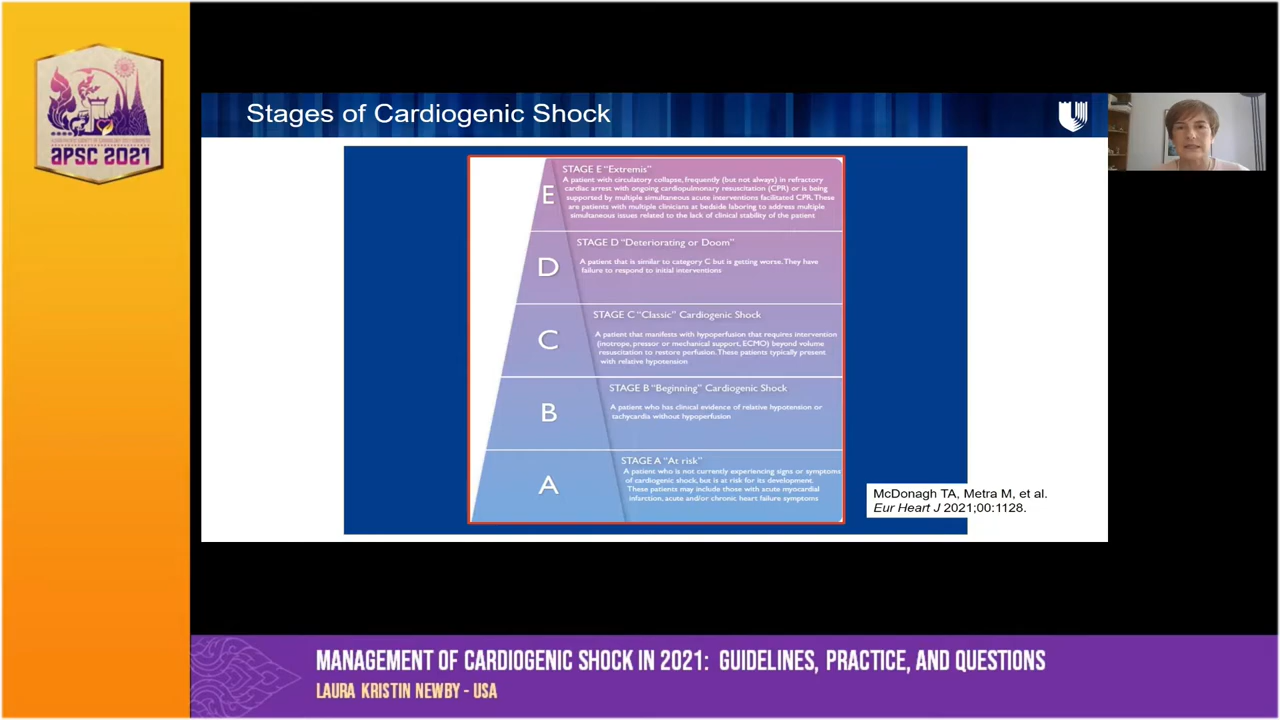 APSC 2021
Stages of Cardiogenic Shock
STAGE E "Extremis"
A patient with circulatory collapse, frequently (but not always) in refractory
cardiac arrest with ongoing cardiopulmonary resuscitation (CPR) or is being
supported by multiple simultaneous acute interventions facilitated CPR. These
are patients with multiple clinicians at bedside laboring to address multiple
simultaneous issues related to the lack of clinical stability of the patient
E
STAGE D "Deteriorating or Doom"
A patient that is similar to category C but is getting worse. They have
failure to respond to initial interventions
D
STAGE C "Classic" Cardiogenic Shock
A patient that manifests with hypoperfusion that requires intervention
(inotrope, pressor or mechanical support, ECMO) beyond volume
resuscitation to restore perfusion. These patients typically present
with relative hypotension
C
STAGE B "Beginning" Cardiogenic Shock
A patient who has clinical evidence of relative hypotension or
tachycardia without hypoperfusion
B
STAGE A "At risk"
A patient who is not currently experiencing signs or symptoms
of cardiogenic shock, but is at risk for its development.
These patients may include those with acute myocardial
infarction, acute and/or chronic heart failure symptoms
A
McDonagh TA, Metra M, et al.
Eur Heart J 2021;00:1128.
MANAGEMENT OF CARDIOGENIC SHOCK IN 2021: GUIDELINES, PRACTICE, AND QUESTIONS
LAURA KRISTIN NEWBY - USA